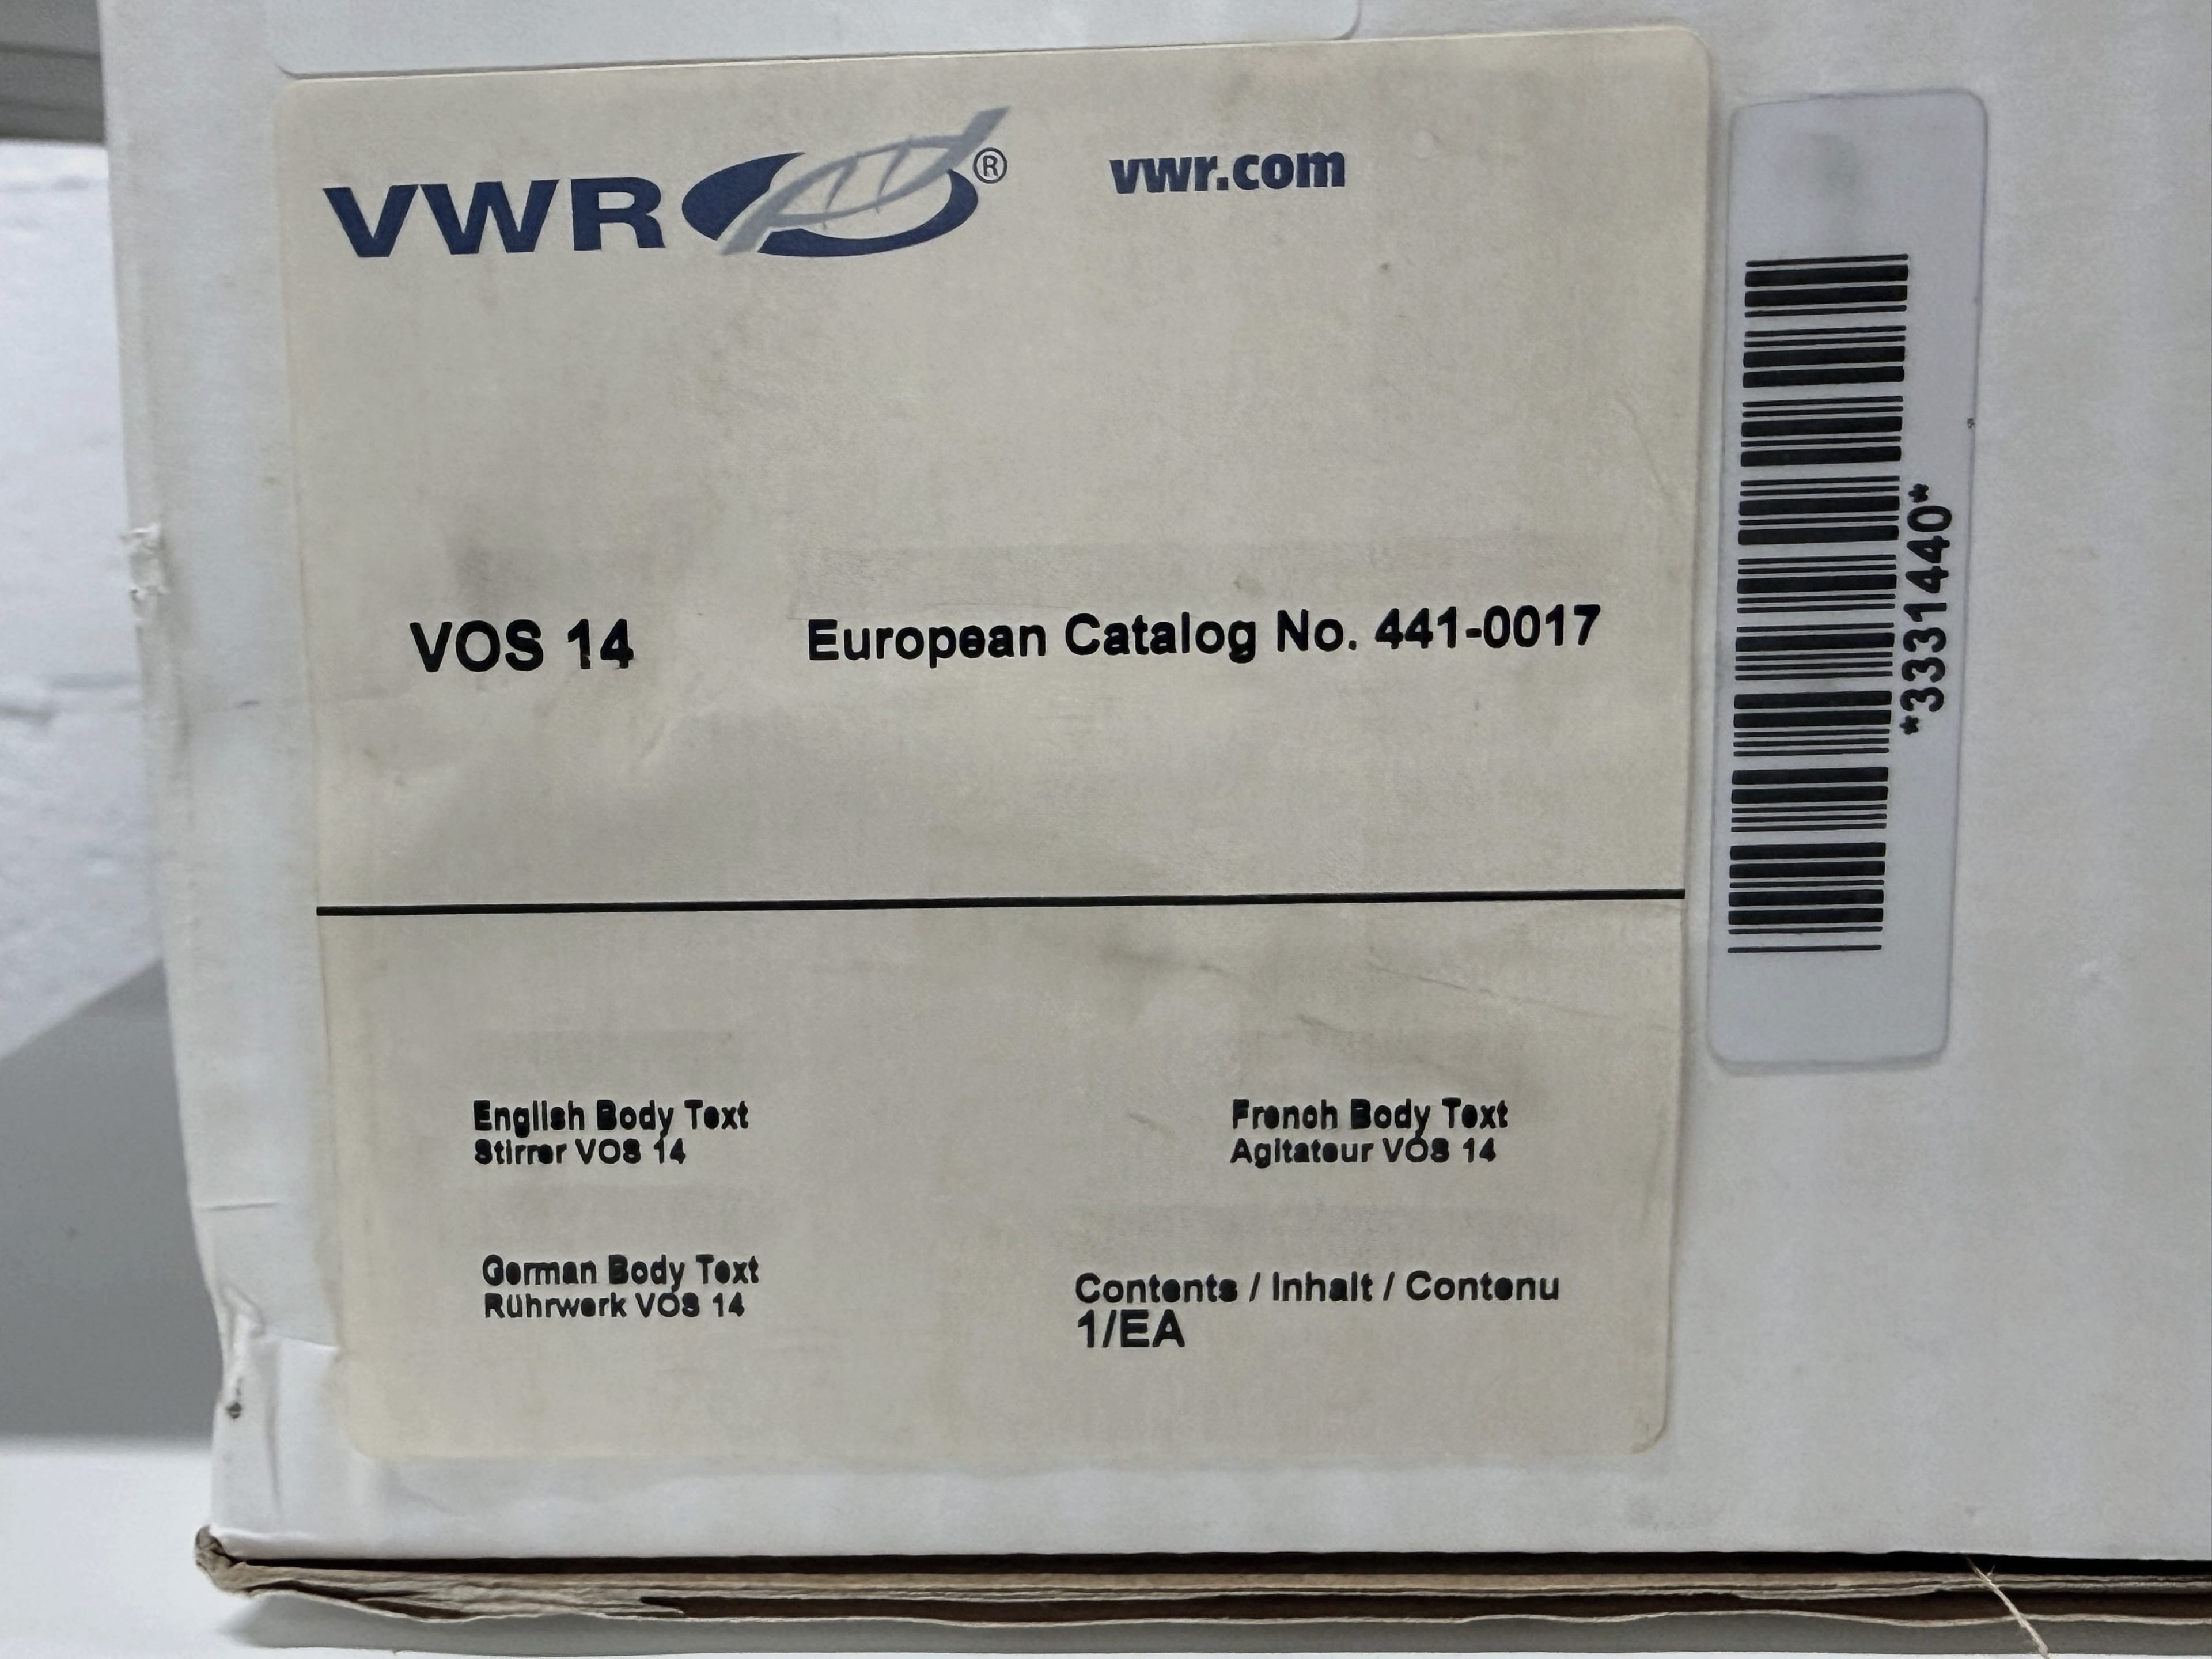 VWR ®
vwr.com
VOS 14
European Catalog No. 441-0017
*3331440*
English Body Text
Stirrer VOS 14
French Body Text
Agitateur VOS 14
German Body Text
Rührwerk VOS 14
Contents / Inhalt / Contenu
1/EA